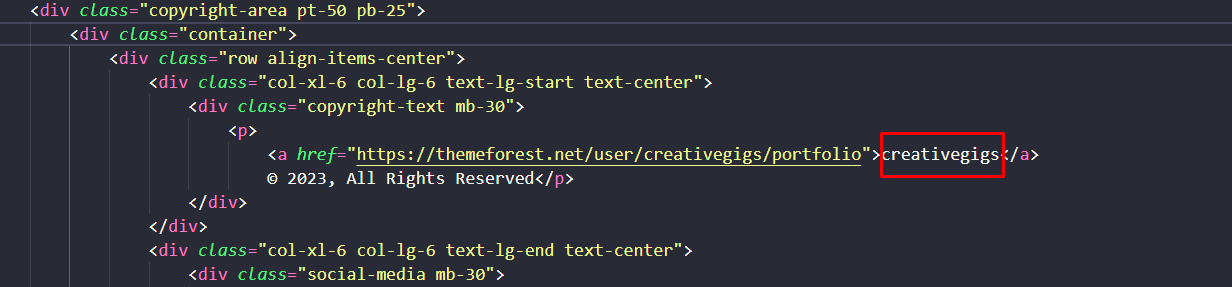 <div class="copyright-area pt-50 pb-25">
<div class="container">
<div class="row align-items-center">
<div class="col-xl-6 col-lg-6 text-lg-start text-center">
<div class="copyright-text mb-30">
<p>
<a href="https://themeforest.net/user/creativegigs/portfolio">creativegigs</a>
© 2023, All Rights Reserved</p>
</div>
</div>
<div class="col-xl-6 col-lg-6 text-lg-end text-center">
<div class="social-media mb-30">